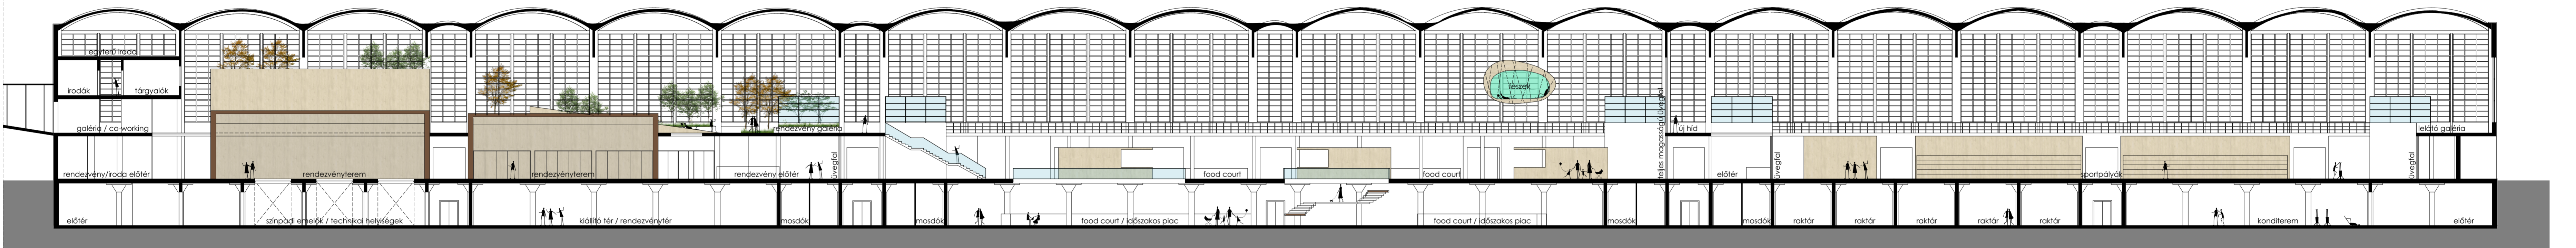 egyterű iroda
irodák
tárgyalók
fészek
galéria / co-working
rendezvény galéria
teljes magasságú üvegfal
új híd
lelátó galéria
rendezvény/iroda előtér
rendezvényterem
rendezvényterem
rendezvény előtér
üvegfal
food court
food court
előtér
üvegfal
sportpályák
üvegfal
előtér
színpadi emelők / technikai helyiségek
kiállító tér / rendezvénytér
mosdók
mosdók
food court / időszakos piac
food court / időszakos piac
mosdók
mosdók
raktár
raktár
raktár
raktár
raktár
konditerem
előtér